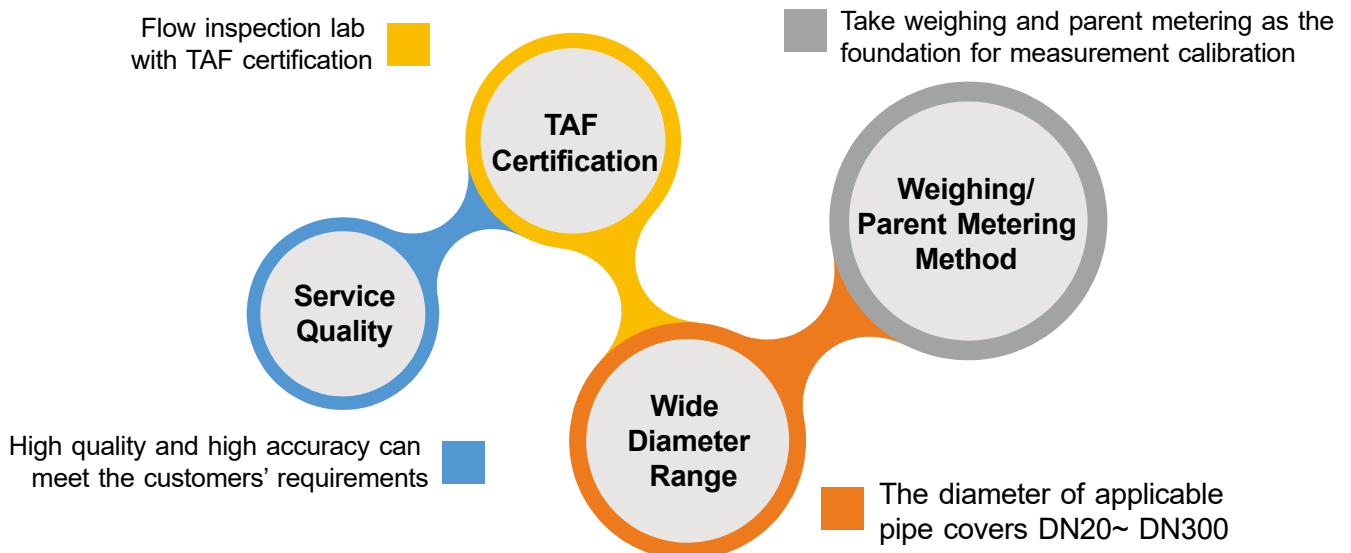 Flow inspection lab
with TAF certification
Take weighing and parent metering as the
foundation for measurement calibration
TAF
Certification
Weighing/
Parent Metering
Method
Service
Quality
Wide
Diameter
Range
High quality and high accuracy can
meet the customers’ requirements
The diameter of applicable
pipe covers DN20~ DN300